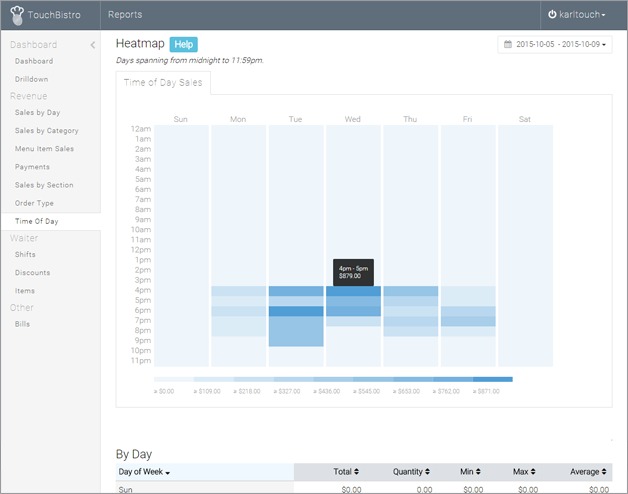 TouchBistro Reports karltouch
Dashboard
Dashboard
Drilldown
Revenue
Sales by Day
Sales by Category
Menu Item Sales
Payments
Sales by Section
Order Type
Time Of Day
Waiter
Shifts
Discounts
Items
Other
Bills
Heatmap Help
2015-10-05 - 2015-10-09
Days spanning from midnight to 11:59pm.
Time of Day Sales
Sun Mon Tue Wed Thu Fri Sat
12am
1am
2am
3am
4am
5am
6am
7am
8am
9am
10am
11am
12pm
1pm
2pm
3pm
4pm
5pm
6pm
7pm
8pm
9pm
10pm
11pm
4pm - 5pm
$879.00
≥ $0.00 ≥ $109.00 ≥ $218.00 ≥ $327.00 ≥ $436.00 ≥ $545.00 ≥ $653.00 ≥ $762.00 ≥ $871.00
By Day
Day of Week Total Quantity Min Max Average
Sun $0.00 0.00 $0.00 $0.00 $0.00